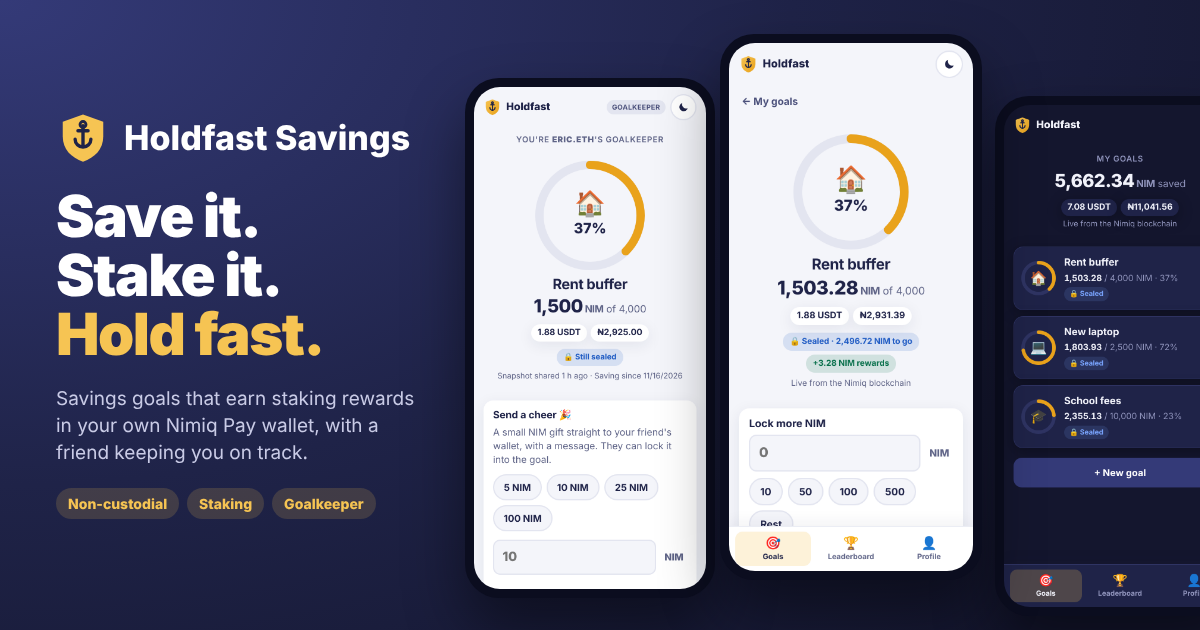 Holdfast Savings
Save it.
Stake it.
Hold fast.
Savings goals that earn staking rewards
in your own Nimiq Pay wallet, with a
friend keeping you on track.
Non-custodial
Staking
Goalkeeper
Holdfast
GOALKEEPER
YOU'RE ERIC.ETH'S GOALKEEPER
37%
Rent buffer
1,500 NIM of 4,000
1.88 USDT
₦2,925.00
🔒 Still sealed
Snapshot shared 1 h ago · Saving since 11/16/2026
Send a cheer 🎉
A small NIM gift straight to your friend's
wallet, with a message. They can lock it
into the goal.
5 NIM
10 NIM
25 NIM
100 NIM
10
NIM
Holdfast
← My goals
37%
Rent buffer
1,503.28 NIM of 4,000
1.88 USDT
₦2,931.39
🔒 Sealed · 2,496.72 NIM to go
+3.28 NIM rewards
Live from the Nimiq blockchain
Lock more NIM
0
NIM
10
50
100
500
Rest
Goals
Leaderboard
Profile
Holdfast
MY GOALS
5,662.34 NIM saved
7.08 USDT
₦11,041.56
Live from the Nimiq blockchain
Rent buffer
1,503.28 / 4,000 NIM · 37%
🔒 Sealed
New laptop
1,803.93 / 2,500 NIM · 72%
🔒 Sealed
School fees
2,355.13 / 10,000 NIM · 23%
🔒 Sealed
+ New goal
Goals
Leaderboard
Profi